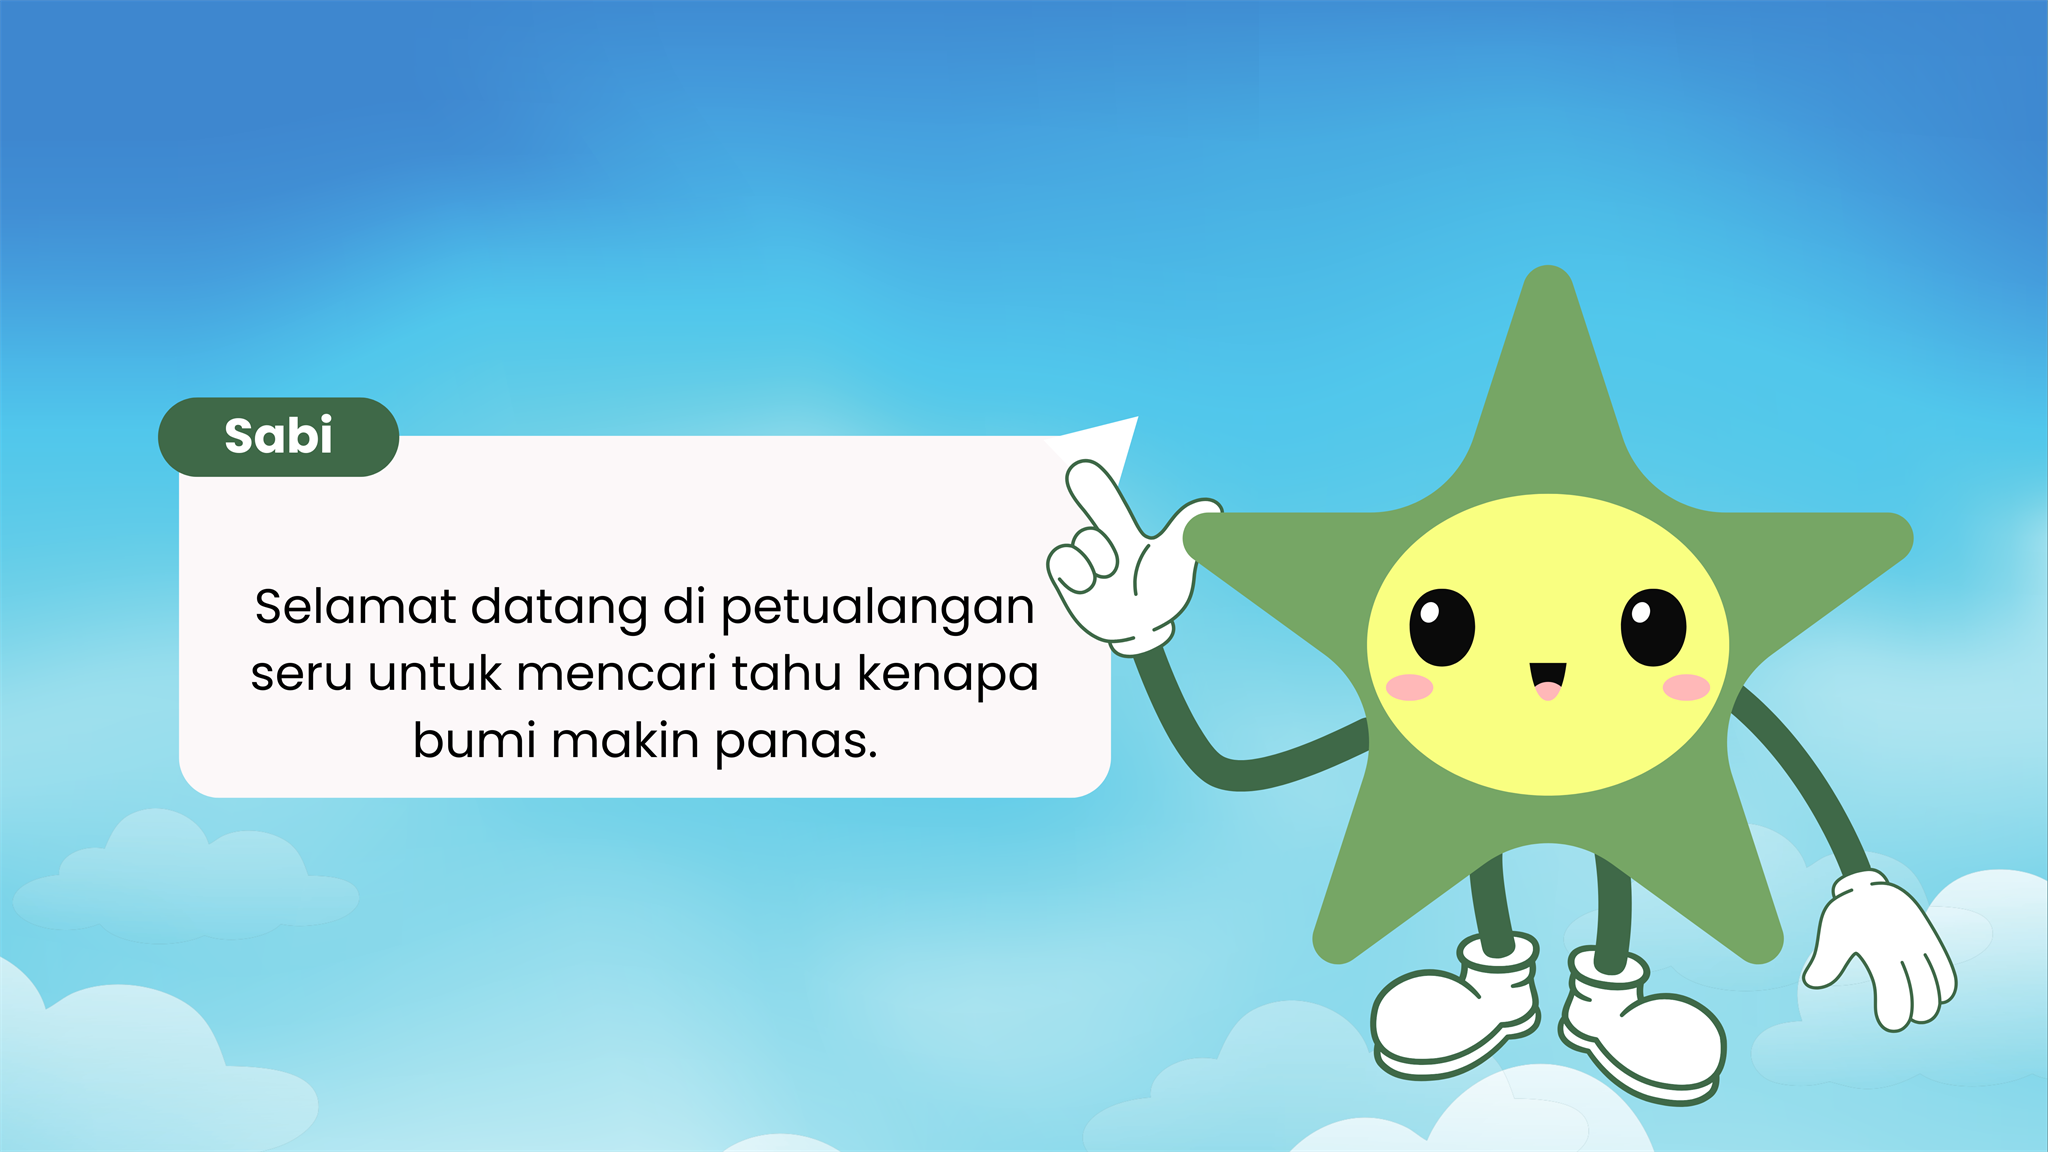 Sabi
Selamat datang di petualangan
seru untuk mencari tahu kenapa
bumi makin panas.